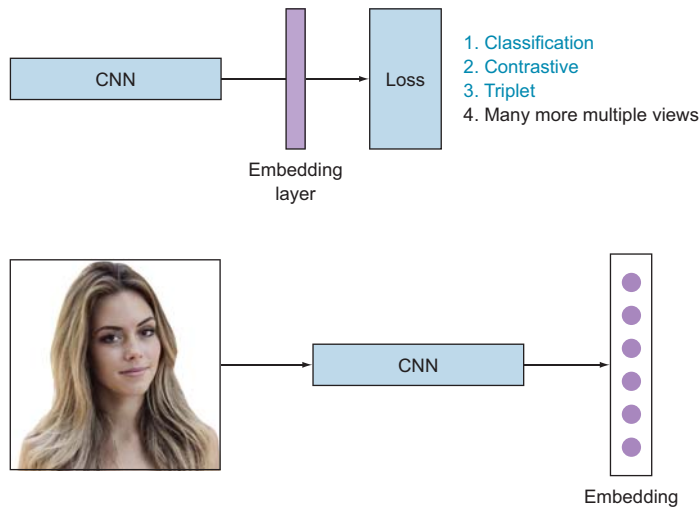 CNN
Loss
1. Classification
2. Contrastive
3. Triplet
4. Many more multiple views
Embedding
layer
CNN
Embedding